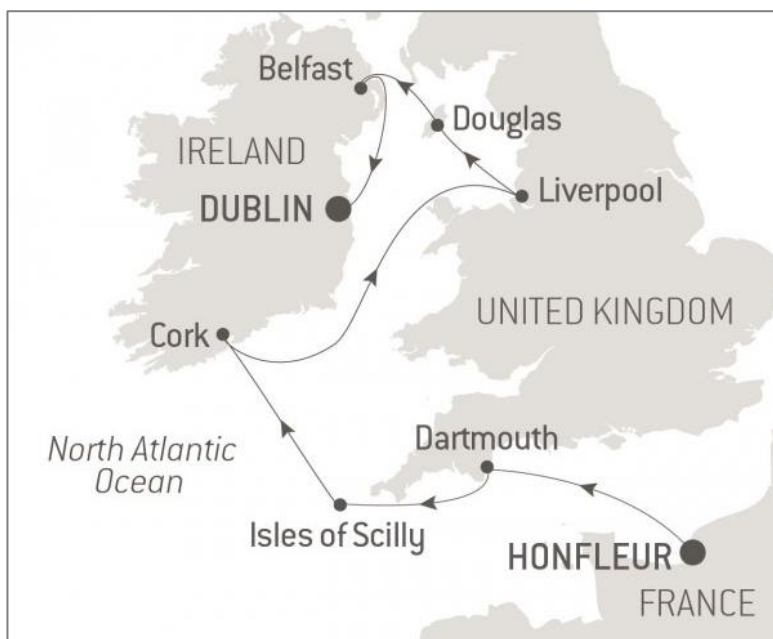 Belfast
Douglas
IRELAND
Liverpool
DUBLIN
UNITED KINGDOM
Cork
Dartmouth
North Atlantic
Ocean
Isles of Scilly
HONFLEUR
FRANCE